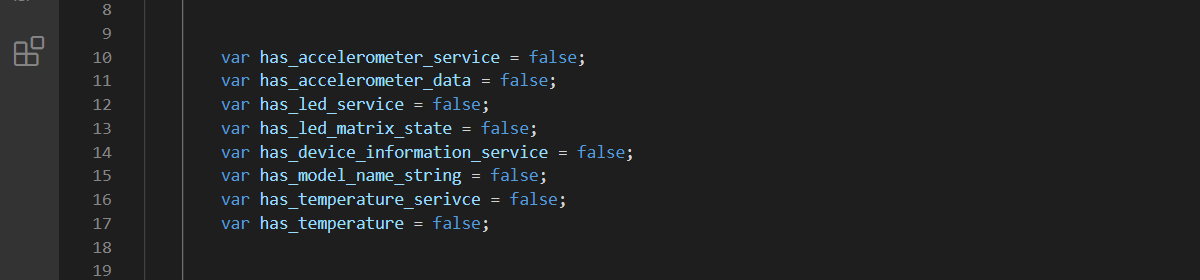 8
9
10 var has_accelerometer_service = false;
11 var has_accelerometer_data = false;
12 var has_led_service = false;
13 var has_led_matrix_state = false;
14 var has_device_information_service = false;
15 var has_model_name_string = false;
16 var has_temperature_serivce = false;
17 var has_temperature = false;
18
19